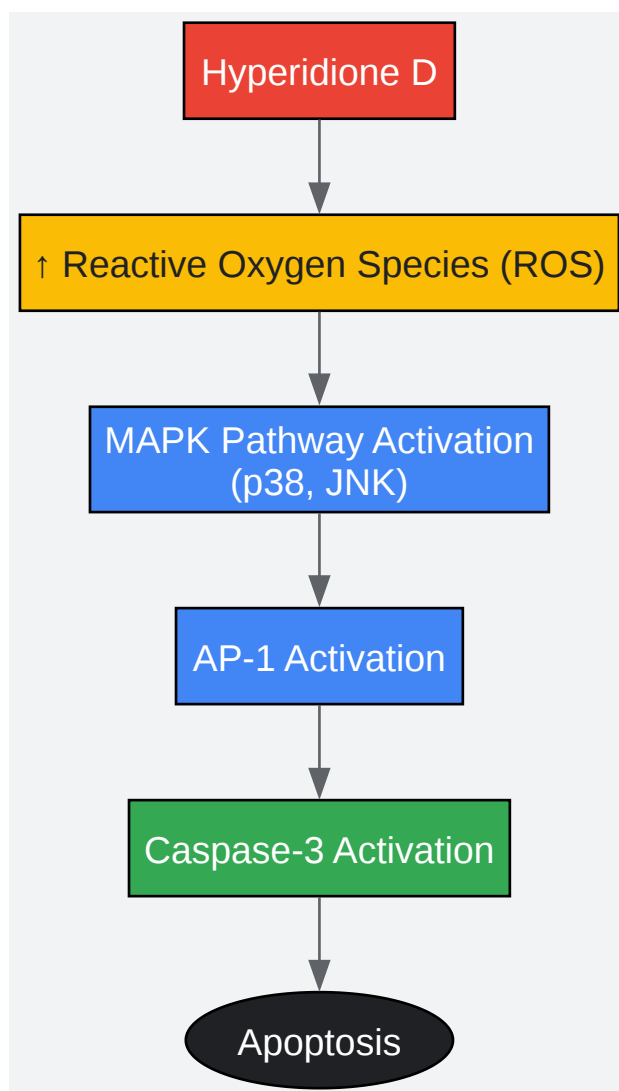 Hyperidione D
↑ Reactive Oxygen Species (ROS)
MAPK Pathway Activation
(p38, JNK)
AP-1 Activation
Caspase-3 Activation
Apoptosis